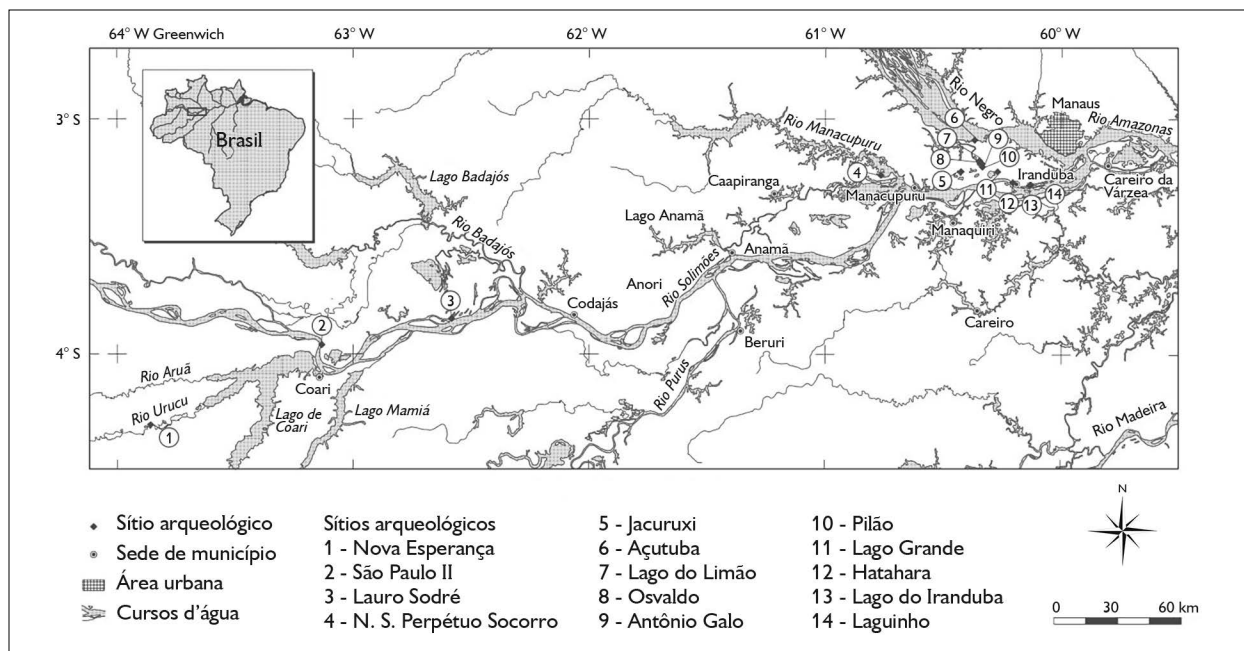 64° W Greenwich
63° W
62° W
61° W
60° W
3° S
4° S
Brasil
Rio Negro
Manaus
Rio Amazonas
Rio Manacupuru
6
7
9
8
10
4
5
Lago Badajós
Caapiranga
Manacupuru
Iranduba
Careiro da
Várzea
11
12
13
14
Lago Anamã
Manaquiri
Rio Badajós
Anamã
Rio Solimões
Anori
3
Codajás
Careiro
2
Beruri
Rio Aruã
Coari
Rio Purus
Rio Urucu
Lago de
Coari
Lago Mamiá
Rio Madeira
1
Sítio arqueológico
Sede de município
Área urbana
Cursos d'água
Sítios arqueológicos
1 - Nova Esperança
2 - São Paulo II
3 - Lauro Sodré
4 - N. S. Perpétuo Socorro
5 - Jacuruxi
6 - Açutuba
7 - Lago do Limão
8 - Osvaldo
9 - Antônio Galo
10 - Pilão
11 - Lago Grande
12 - Hatahara
13 - Lago do Iranduba
14 - Laguinho
N
0 30 60 km